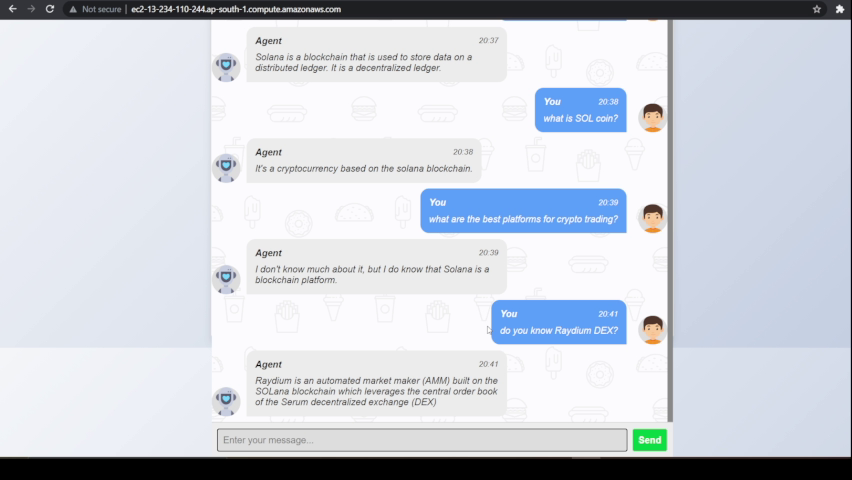 Not secure | ec2-13-234-110-244.ap-south-1.compute.amazonaws.com
Agent 20:37
Solana is a blockchain that is used to store data on a
distributed ledger. It is a decentralized ledger.
You 20:38
what is SOL coin?
Agent 20:38
It's a cryptocurrency based on the solana blockchain.
You 20:39
what are the best platforms for crypto trading?
Agent 20:39
I don't know much about it, but I do know that Solana is a
blockchain platform.
You 20:41
do you know Raydium DEX?
Agent 20:41
Raydium is an automated market maker (AMM) built on the
SOLana blockchain which leverages the central order book
of the Serum decentralized exchange (DEX)
Enter your message... Send